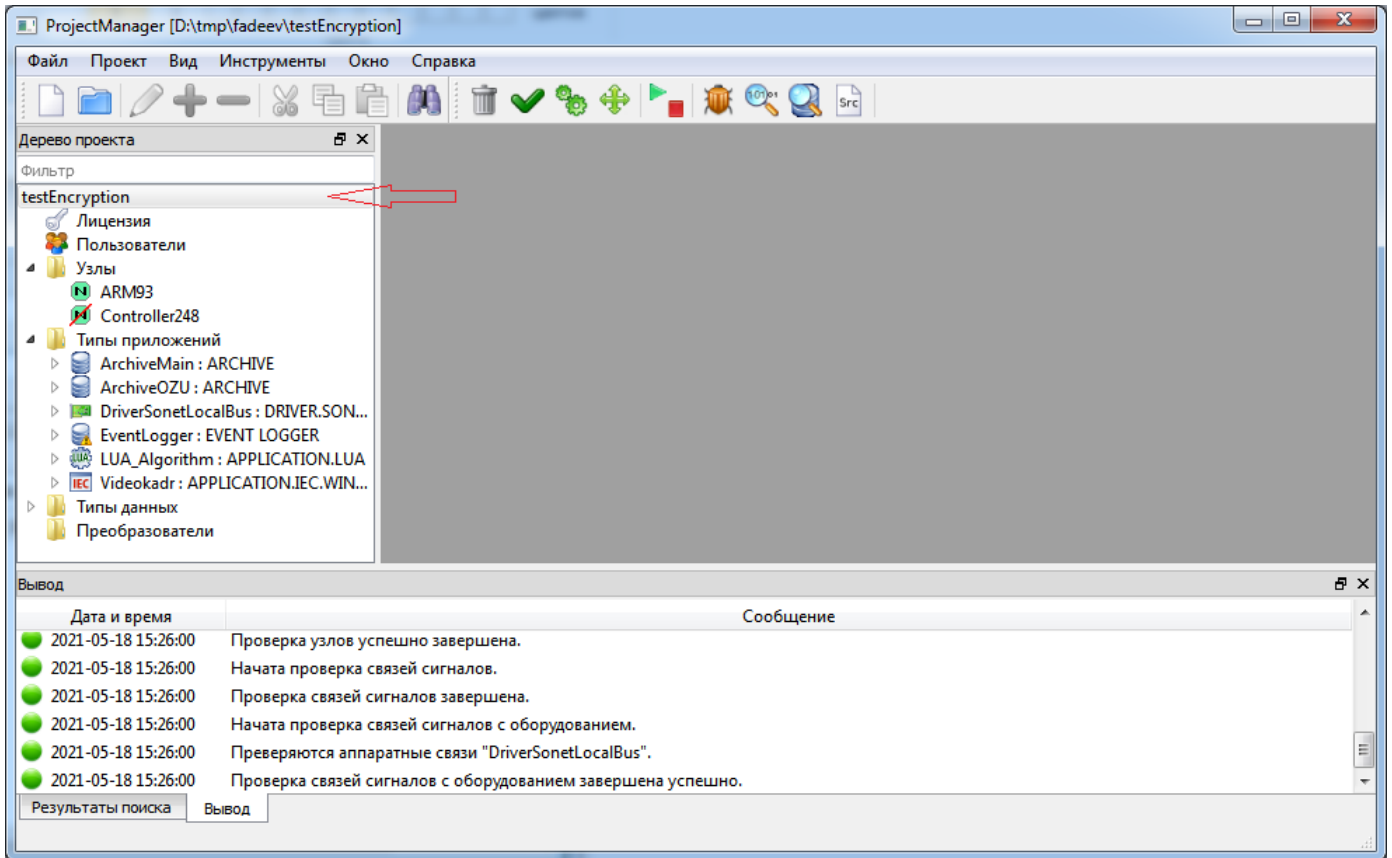 ProjectManager [D:\tmp\fadeev\testEncryption]
Файл Проект Вид Инструменты Окно Справка
Src
Дерево проекта
Фильтр
testEncryption
Лицензия
Пользователи
Узлы
ARM93
Controller248
Типы приложений
ArchiveMain : ARCHIVE
ArchiveOZU : ARCHIVE
DriverSonetLocalBus : DRIVER.SON...
EventLogger : EVENT LOGGER
LUA_Algorithm : APPLICATION.LUA
IEC Videokadr : APPLICATION.IEC.WIN...
Типы данных
Преобразователи
Вывод
Дата и время Сообщение
2021-05-18 15:26:00 Проверка узлов успешно завершена.
2021-05-18 15:26:00 Начата проверка связей сигналов.
2021-05-18 15:26:00 Проверка связей сигналов завершена.
2021-05-18 15:26:00 Начата проверка связей сигналов с оборудованием.
2021-05-18 15:26:00 Преверяются аппаратные связи "DriverSonetLocalBus".
2021-05-18 15:26:00 Проверка связей сигналов с оборудованием завершена успешно.
Результаты поиска Вывод